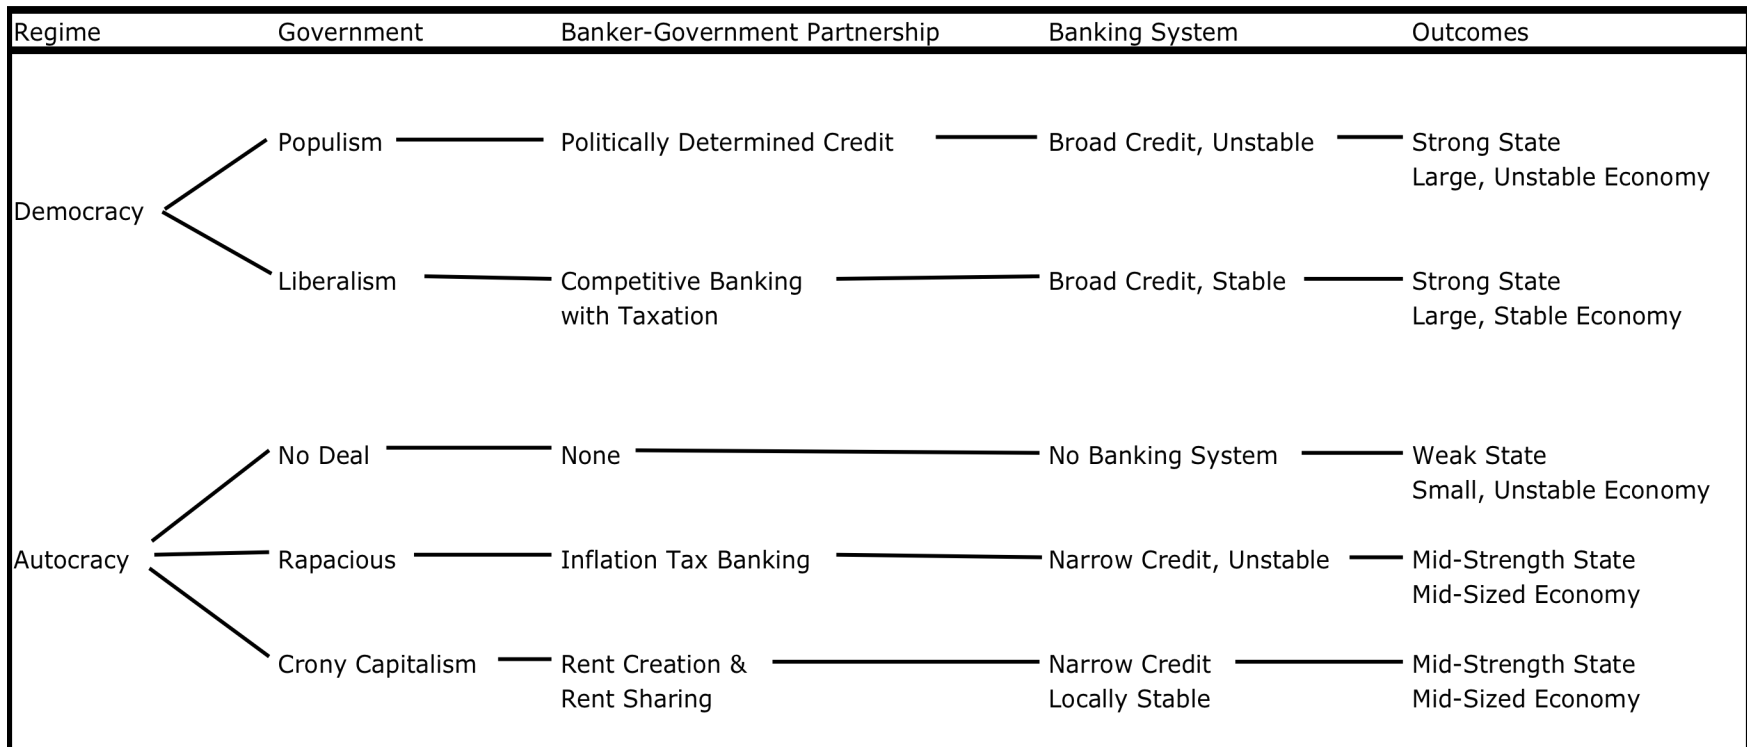 Regime Government Banker-Government Partnership Banking System Outcomes
Populism Politically Determined Credit Broad Credit, Unstable Strong State
Large, Unstable Economy
Democracy
Liberalism Competitive Banking Broad Credit, Stable Strong State
with Taxation Large, Stable Economy
No Deal None No Banking System Weak State
Small, Unstable Economy
Autocracy Rapacious Inflation Tax Banking Narrow Credit, Unstable Mid-Strength State
Mid-Sized Economy
Crony Capitalism Rent Creation & Narrow Credit Mid-Strength State
Rent Sharing Locally Stable Mid-Sized Economy